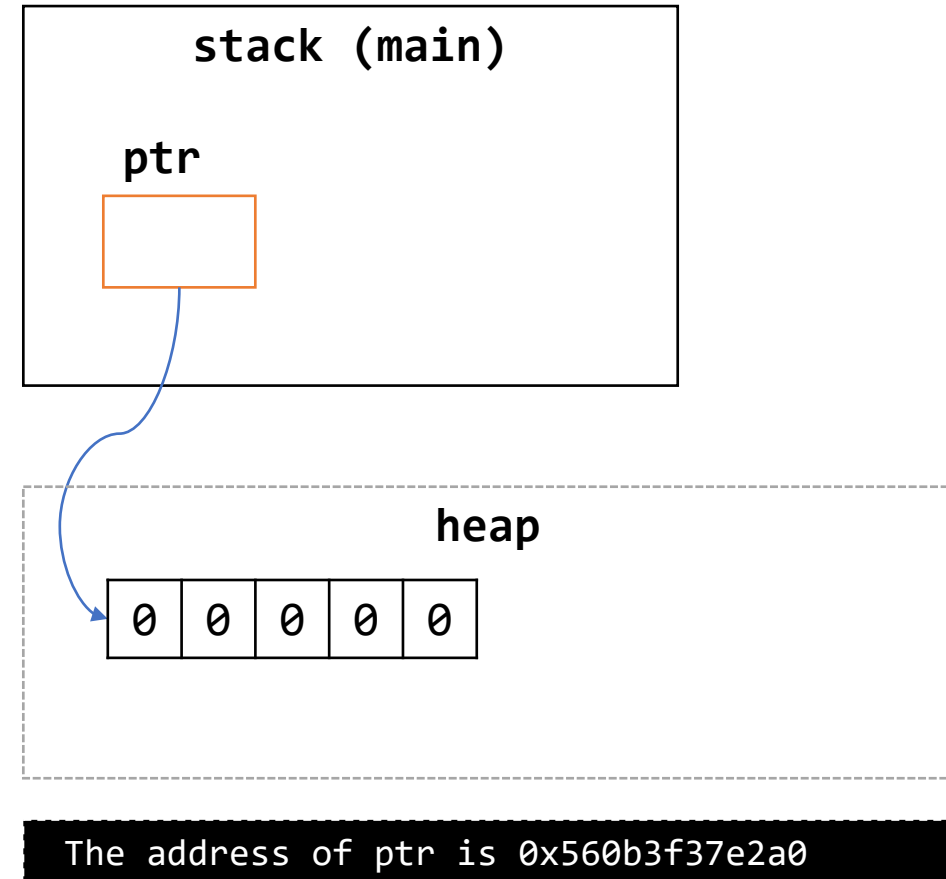 stack (main)
ptr
heap
0 0 0 0 0
The address of ptr is 0x560b3f37e2a0